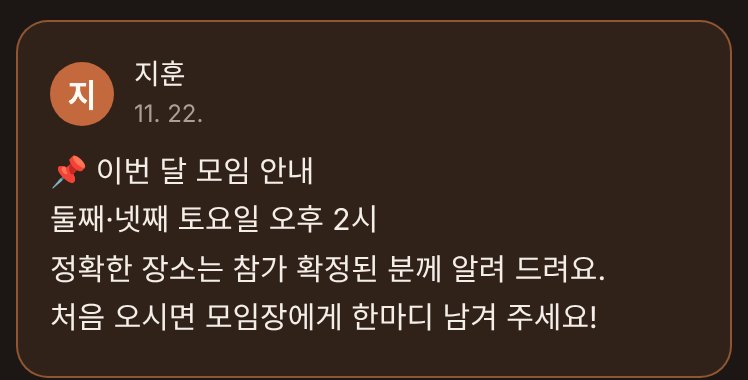 지
지훈
11. 22.
📌 이번 달 모임 안내
둘째·넷째 토요일 오후 2시
정확한 장소는 참가 확정된 분께 알려 드려요.
처음 오시면 모임장에게 한마디 남겨 주세요!